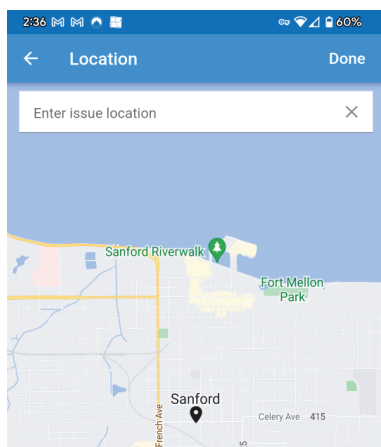 2:36 60%
Location Done
Enter issue location
Sanford Riverwalk
Fort Mellon
Park
Sanford
French Ave
Celery Ave 415